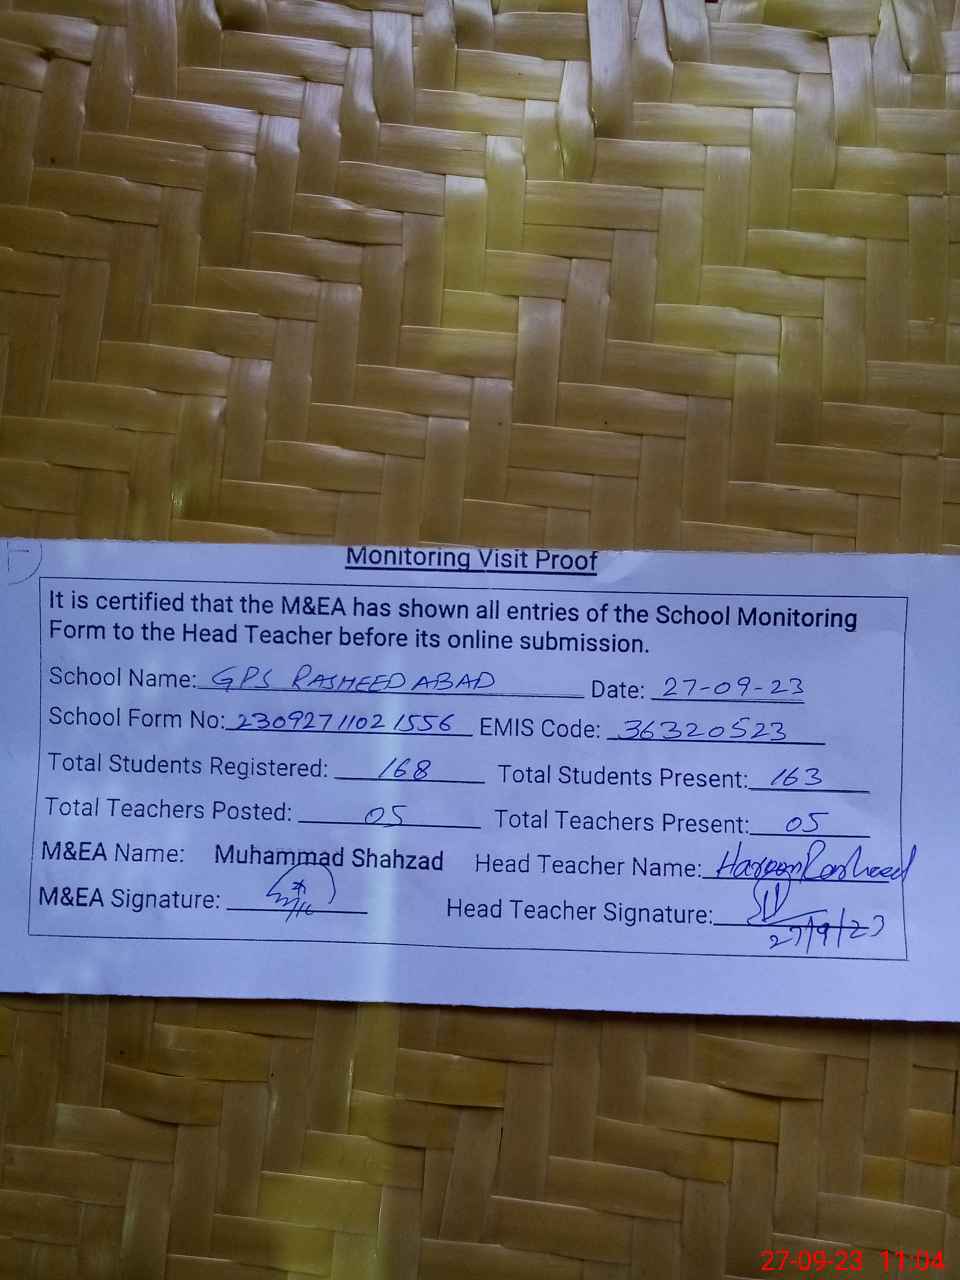 Monitoring Visit Proof
It is certified that the M&EA has shown all entries of the School Monitoring
Form to the Head Teacher before its online submission.
School Name: GPS RASHEED ABAD Date: 27-09-23
School Form No: 23092711021556 EMIS Code: 36320523
Total Students Registered: 168 Total Students Present: 163
Total Teachers Posted: 05 Total Teachers Present: 05
M&EA Name: Muhammad Shahzad Head Teacher Name: Haroon Rasheed
M&EA Signature: Head Teacher Signature:
27/9/23
27-09-23 11:04